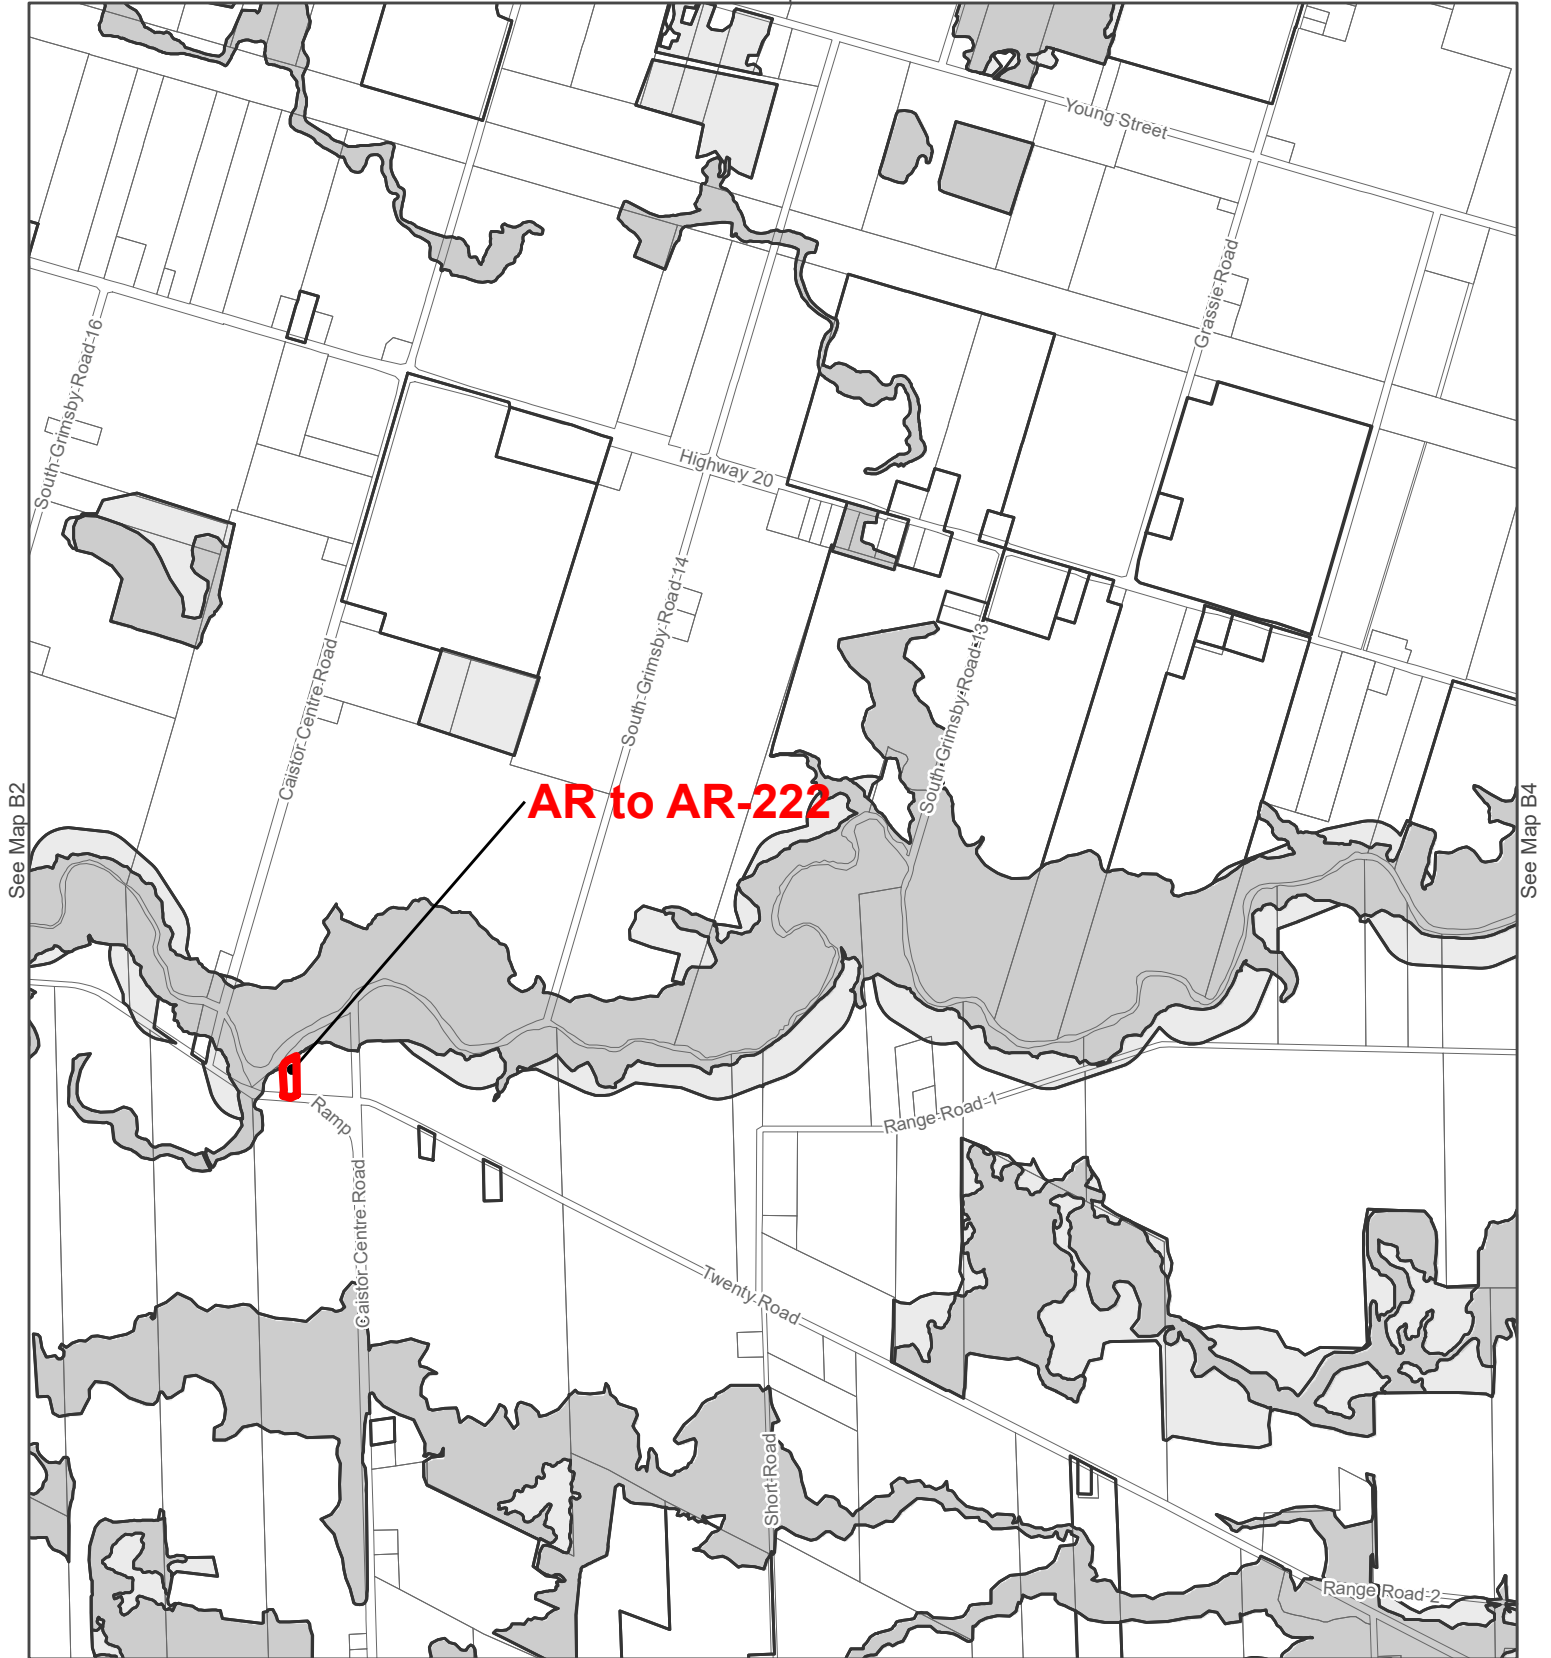 Young Street
Grassie Road
South Grimsby Road 16
Highway 20
South Grimsby Road 14
South Grimsby Road 13
Caistor Centre Road
See Map B2
AR to AR-222
See Map B4
Ramp
Range Road 1
Caistor Centre Road
Twenty Road
Short Road
Range Road 2